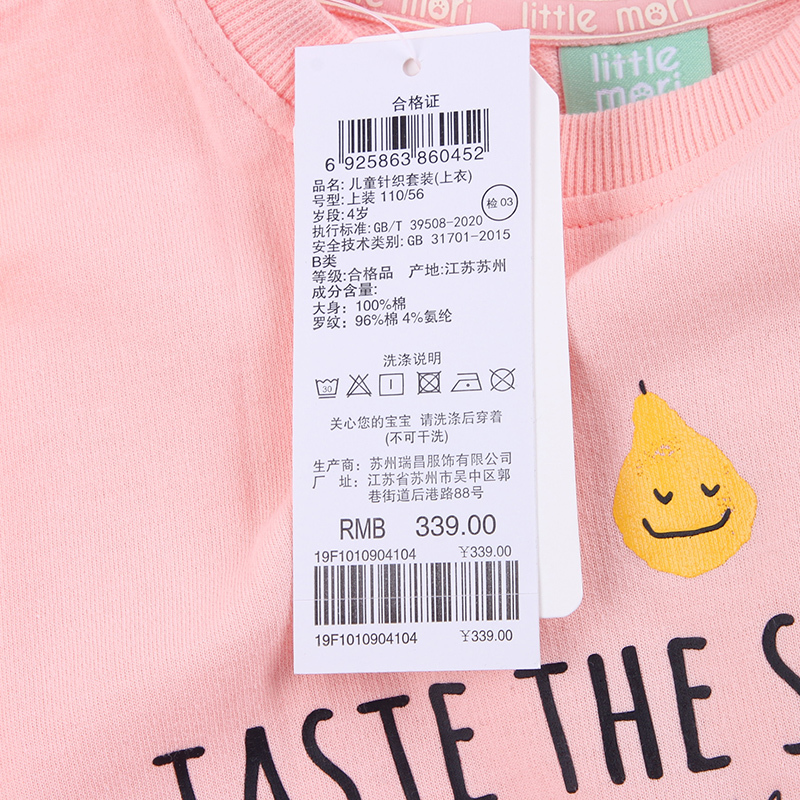 mori little mori
little
mori
合格证
6 925863 860452
品名: 儿童针织套装(上衣)
号型: 上装 110/56
岁段: 4岁
检 03
执行标准: GB/T 39508-2020
安全技术类别: GB 31701-2015
B类
等级:合格品 产地:江苏苏州
成分含量:
大身: 100%棉
罗纹: 96%棉 4%氨纶
洗涤说明
30
关心您的宝宝 请洗涤后穿着
(不可干洗)
生产商: 苏州瑞昌服饰有限公司
厂 址: 江苏省苏州市吴中区郭
巷街道后港路88号
RMB 339.00
19F1010904104 ¥339.00
19F1010904104 ¥339.00
TASTE THE S